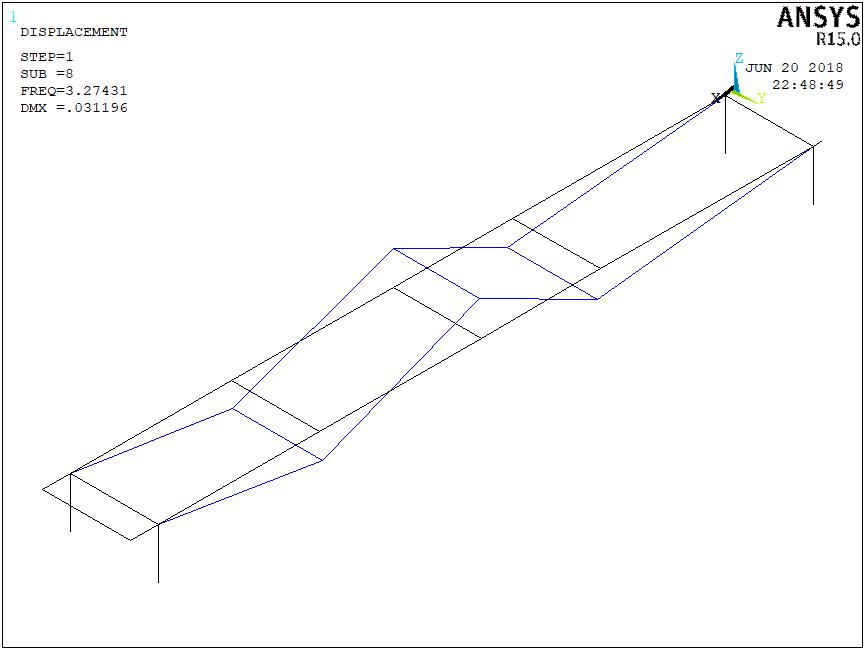 1
DISPLACEMENT
STEP=1
SUB =8
FREQ=3.27431
DMX =.031196
ANSYS
R15.0
JUN 20 2018
22:48:49
Z
X
Y